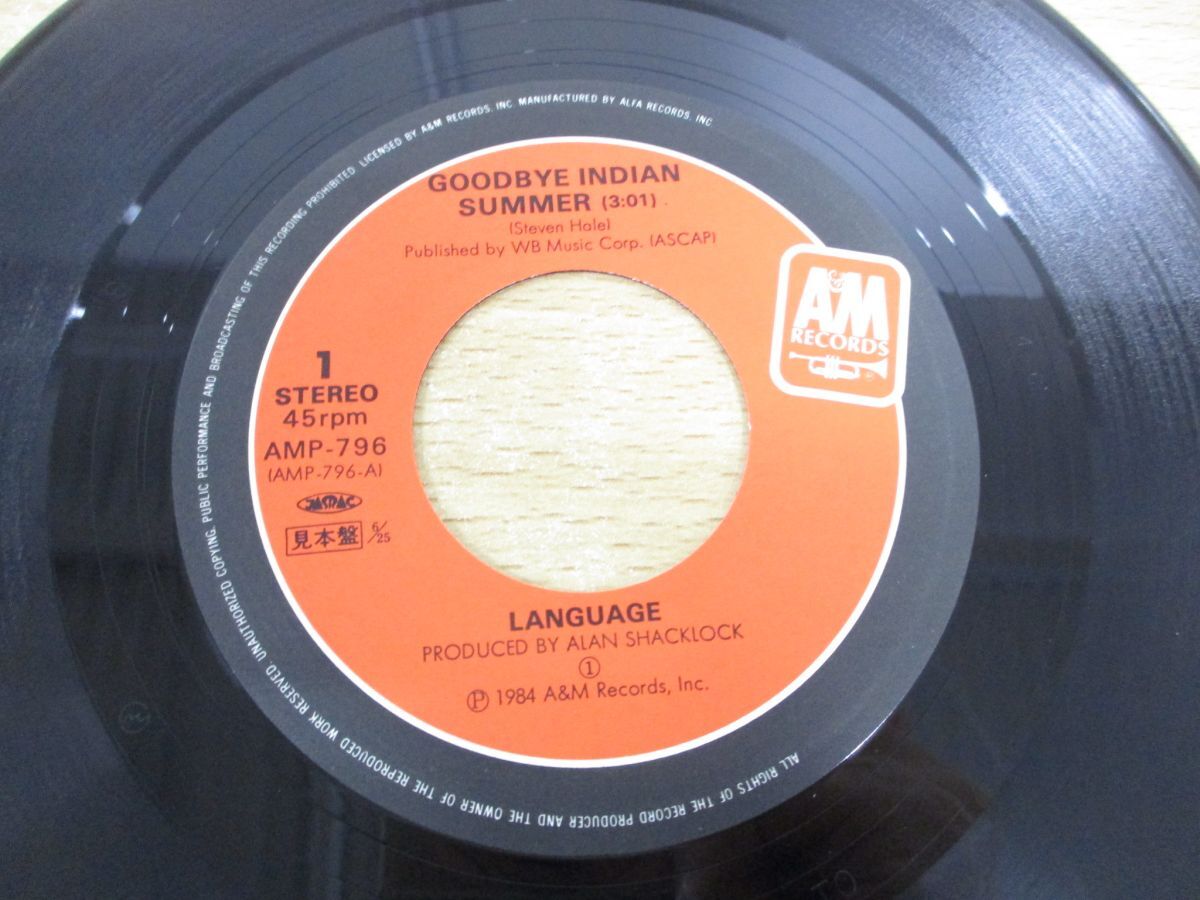 GOODBYE INDIAN
SUMMER (3:01)
(Steven Hale)
Published by WB Music Corp. (ASCAP)
A&M
RECORDS
1
STEREO
45rpm
AMP-796
(AMP-796-A)
JASRAC
見本盤 6/25
LANGUAGE
PRODUCED BY ALAN SHACKLOCK
①
Ⓟ 1984 A&M Records, Inc.
ALL RIGHTS OF THE RECORD PRODUCER AND THE OWNER OF THE REPRODUCED WORK RESERVED. UNAUTHORIZED COPYING. PUBLIC PERFORMANCE AND BROADCASTING OF THIS RECORDING PROHIBITED. LICENSED BY A&M RECORDS, INC. MANUFACTURED BY ALFA RECORDS, INC
TO